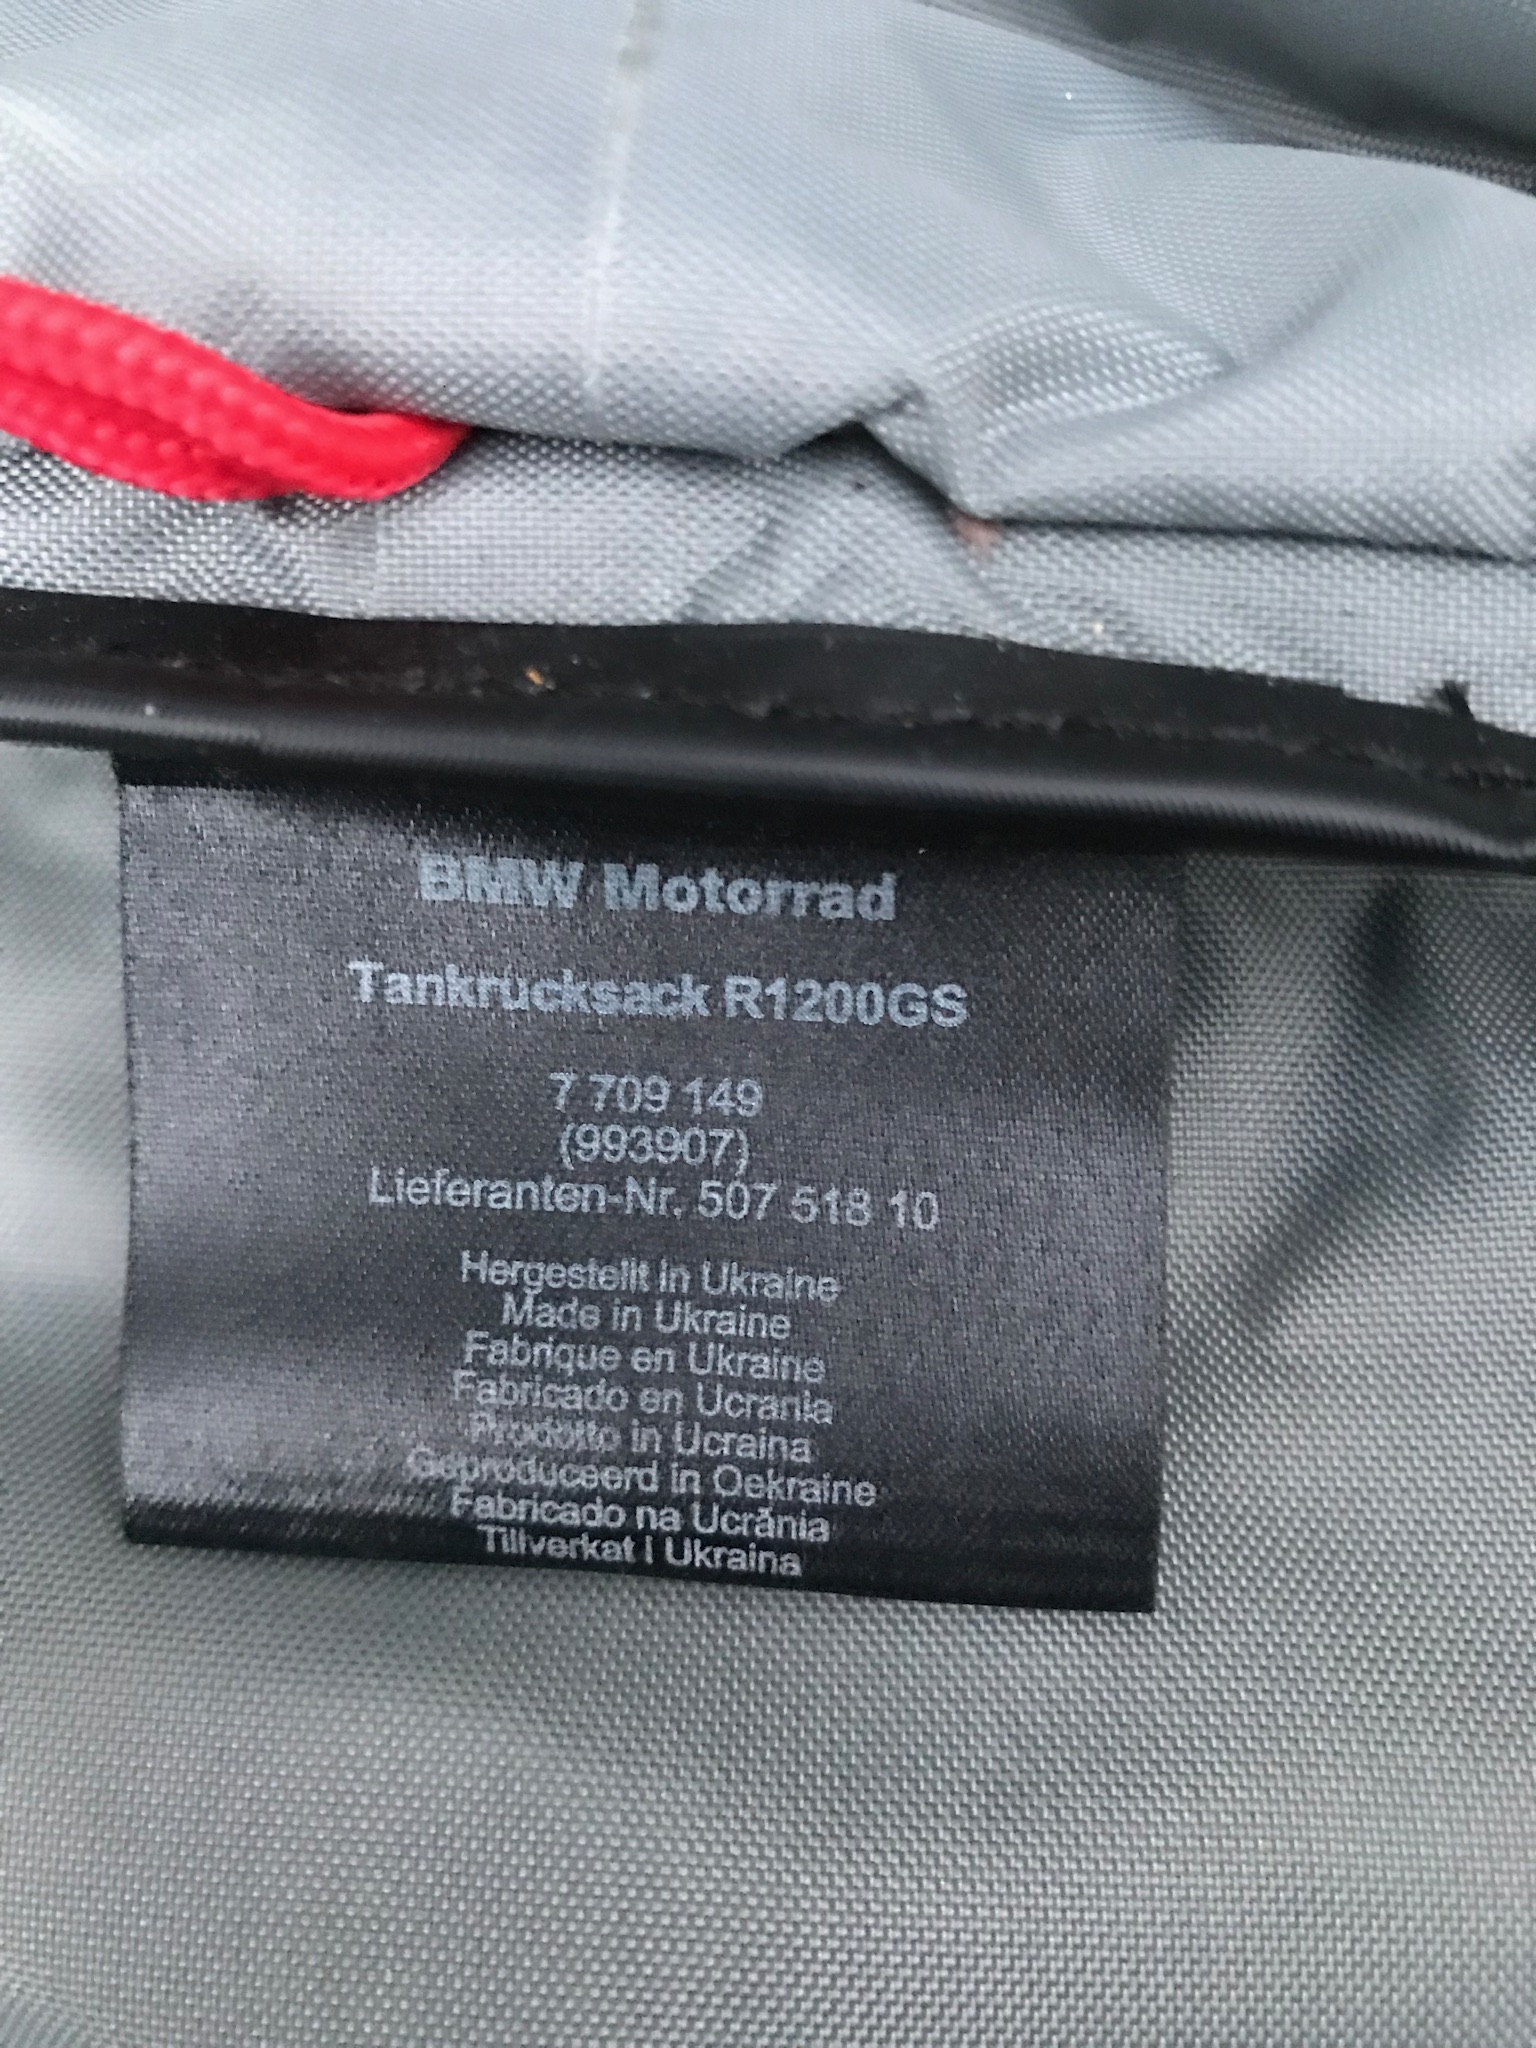 BMW Motorrad
Tankrucksack R1200GS
7 709 149
(993907)
Lieferanten-Nr. 507 518 10
Hergestellt in Ukraine
Made in Ukraine
Fabrique en Ukraine
Fabricado en Ucrania
Prodotto in Ucraina
Geproduceerd in Oekraine
Fabricado na Ucrânia
Tillverkat i Ukraina